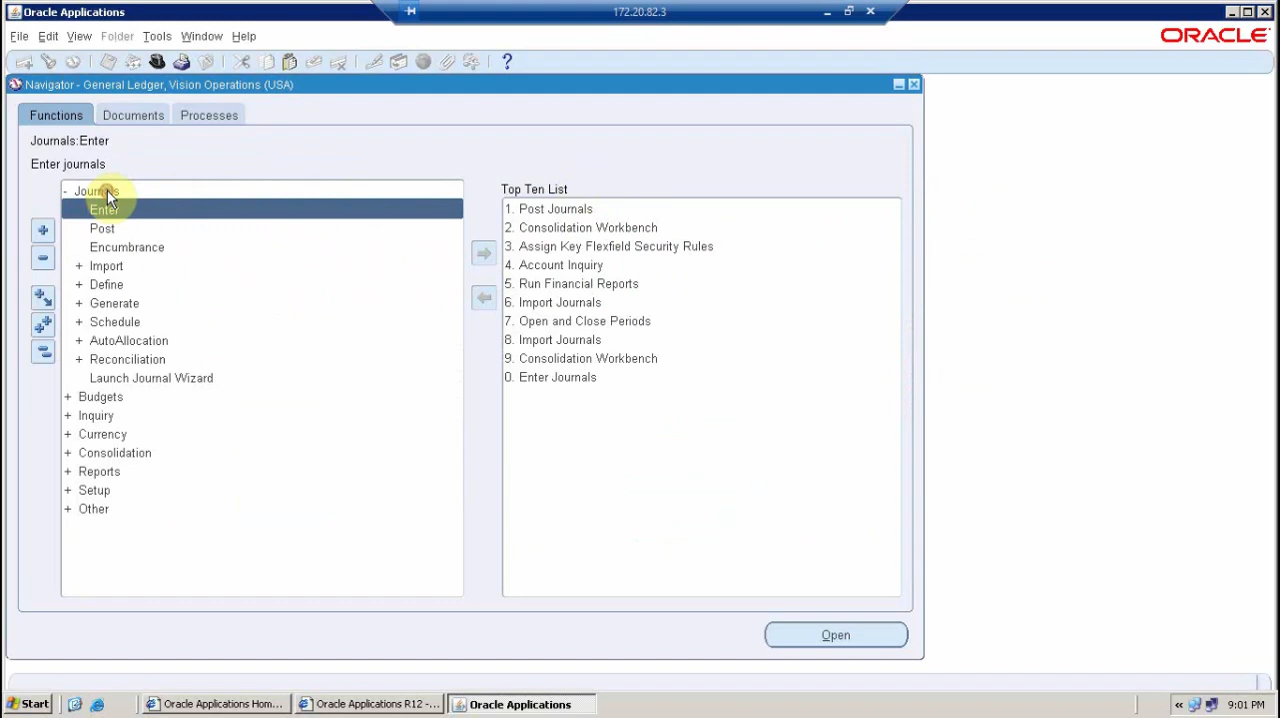 Oracle Applications
172.20.82.3
File Edit View Folder Tools Window Help
ORACLE
Navigator - General Ledger, Vision Operations (USA)
Functions Documents Processes
Journals:Enter
Enter journals
- Journals
Enter
Post
Encumbrance
+ Import
+ Define
+ Generate
+ Schedule
+ AutoAllocation
+ Reconciliation
Launch Journal Wizard
+ Budgets
+ Inquiry
+ Currency
+ Consolidation
+ Reports
+ Setup
+ Other
Top Ten List
1. Post Journals
2. Consolidation Workbench
3. Assign Key Flexfield Security Rules
4. Account Inquiry
5. Run Financial Reports
6. Import Journals
7. Open and Close Periods
8. Import Journals
9. Consolidation Workbench
0. Enter Journals
Open
Start Oracle Applications Hom... Oracle Applications R12 -... Oracle Applications « 9:01 PM